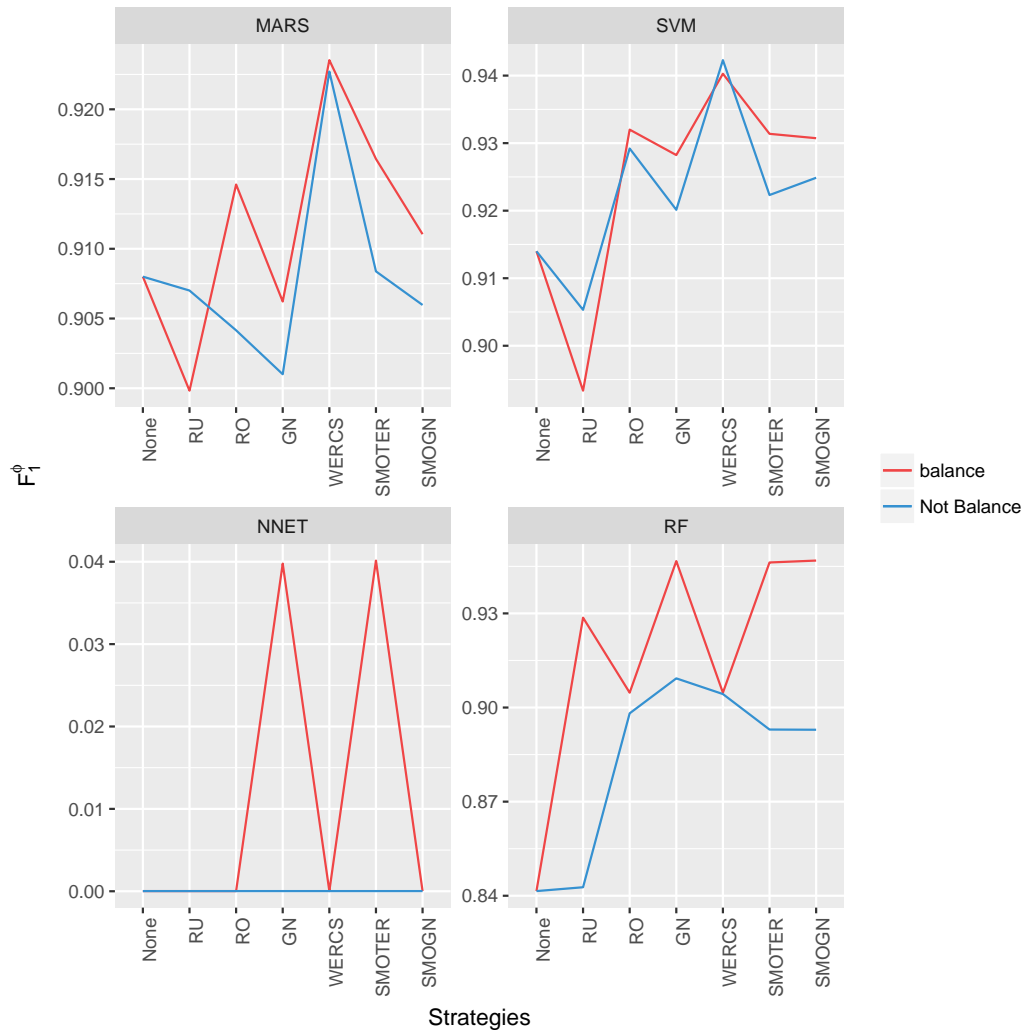 MARS
SVM
0.920
0.915
0.910
0.905
0.900
0.94
0.93
0.92
0.91
0.90
None
RU
RO
GN
WERCS
SMOTER
SMOGN
None
RU
RO
GN
WERCS
SMOTER
SMOGN
F₁^ϕ
balance
Not Balance
NNET
RF
0.04
0.03
0.02
0.01
0.00
0.93
0.90
0.87
0.84
None
RU
RO
GN
WERCS
SMOTER
SMOGN
None
RU
RO
GN
WERCS
SMOTER
SMOGN
Strategies